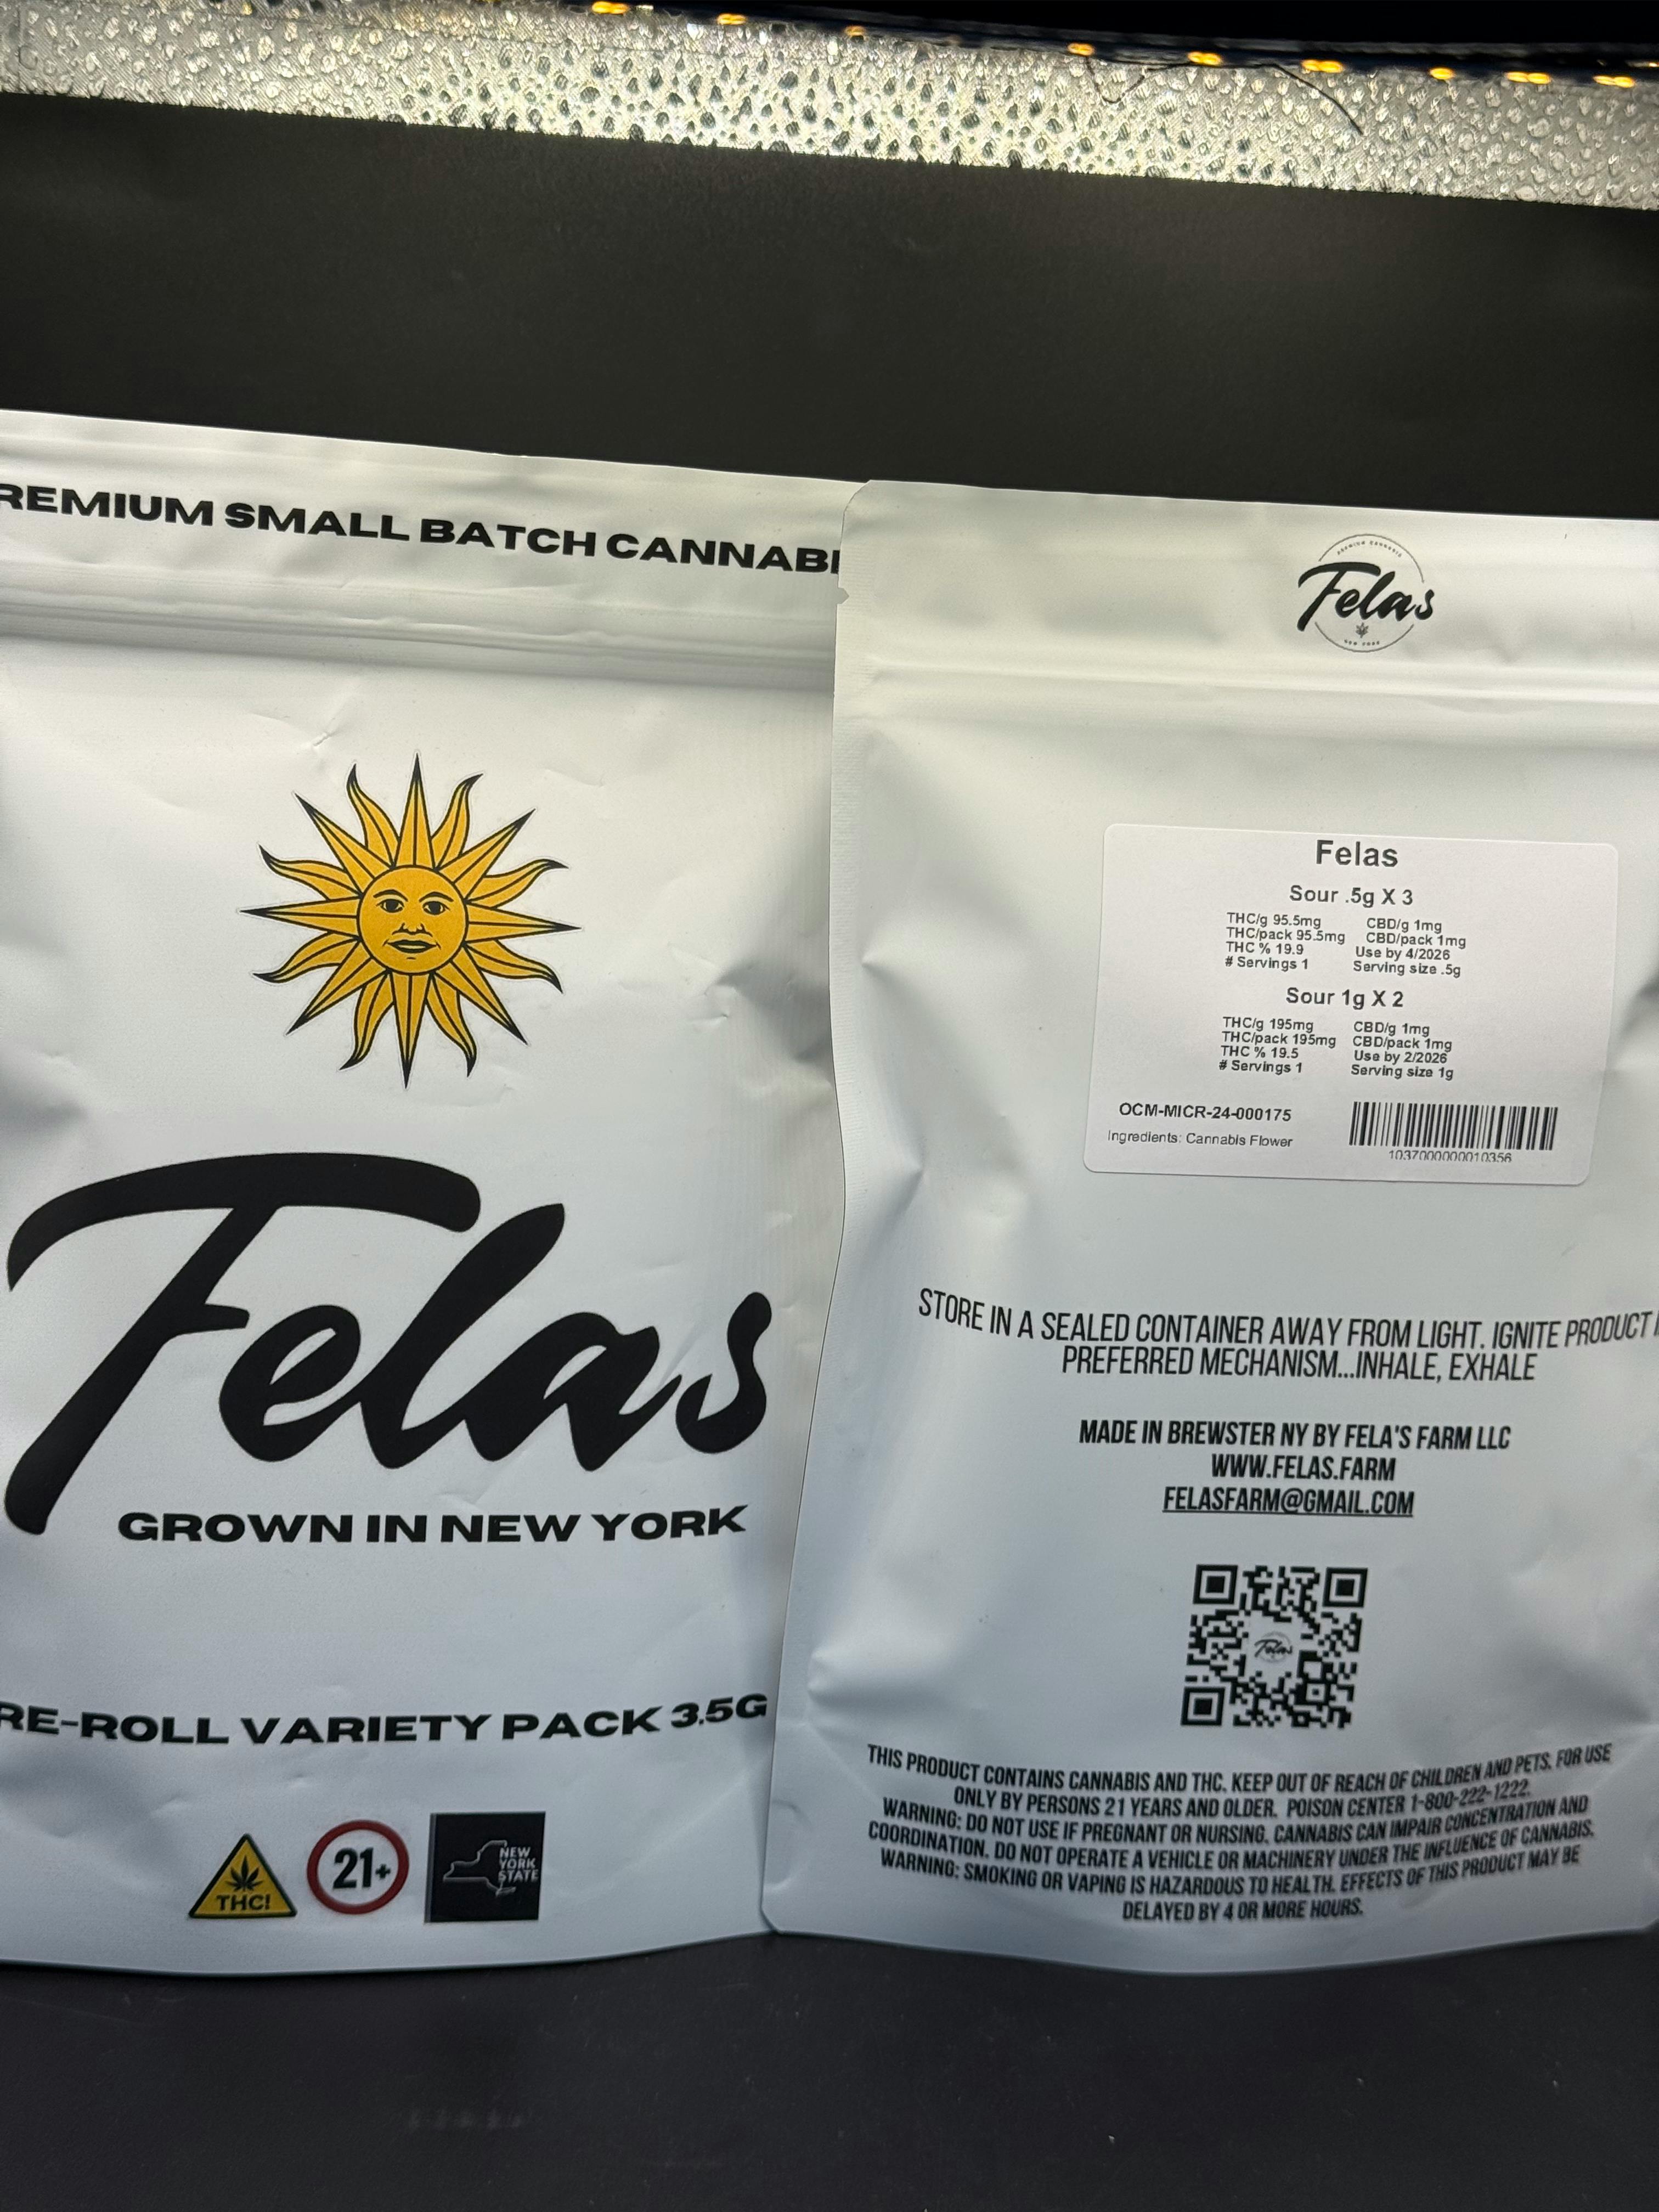 REMIUM SMALL BATCH CANNABI
Felas
GROWN IN NEW YORK
RE-ROLL VARIETY PACK 3.5G
THC!
21+
NEW
YORK
STATE
PREMIUM CANNABIS
Felas
NEW YORK
Felas
Sour .5g X 3
THC/g 95.5mg CBD/g 1mg
THC/pack 95.5mg CBD/pack 1mg
THC % 19.9 Use by 4/2026
# Servings 1 Serving size .5g
Sour 1g X 2
THC/g 195mg CBD/g 1mg
THC/pack 195mg CBD/pack 1mg
THC % 19.5 Use by 2/2026
# Servings 1 Serving size 1g
OCM-MICR-24-000175
Ingredients: Cannabis Flower
1037000000010356
STORE IN A SEALED CONTAINER AWAY FROM LIGHT. IGNITE PRODUCT
PREFERRED MECHANISM...INHALE, EXHALE
MADE IN BREWSTER NY BY FELA'S FARM LLC
WWW.FELAS.FARM
FELASFARM@GMAIL.COM
Felas
THIS PRODUCT CONTAINS CANNABIS AND THC. KEEP OUT OF REACH OF CHILDREN AND PETS. FOR USE
ONLY BY PERSONS 21 YEARS AND OLDER. POISON CENTER 1-800-222-1222.
WARNING: DO NOT USE IF PREGNANT OR NURSING. CANNABIS CAN IMPAIR CONCENTRATION AND
COORDINATION. DO NOT OPERATE A VEHICLE OR MACHINERY UNDER THE INFLUENCE OF CANNABIS.
WARNING: SMOKING OR VAPING IS HAZARDOUS TO HEALTH. EFFECTS OF THIS PRODUCT MAY BE
DELAYED BY 4 OR MORE HOURS.